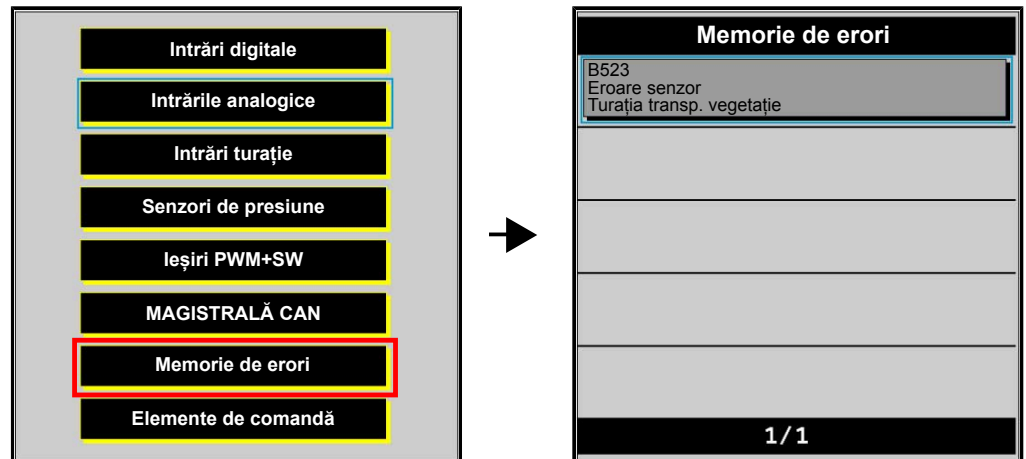 Intrări digitale
Intrările analogice
Intrări turație
Senzori de presiune
Ieșiri PWM+SW
MAGISTRALĂ CAN
Memorie de erori
Elemente de comandă
Memorie de erori
B523
Eroare senzor
Turația transp. vegetație
1/1